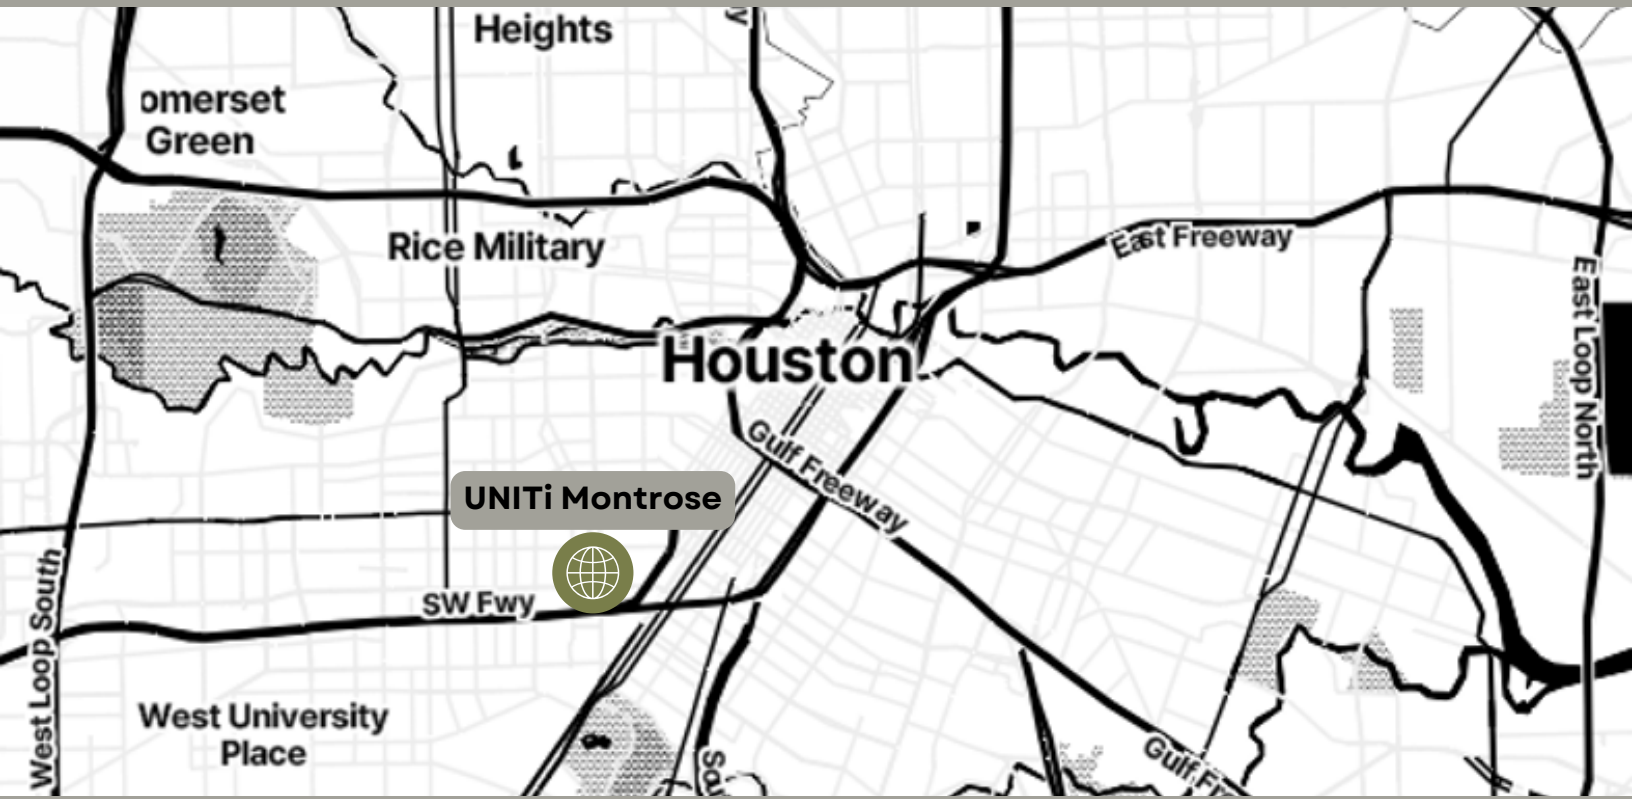 Heights
omerset
Green
Rice Military
East Freeway
East Loop North
Houston
Gulf Freeway
UNITi Montrose
SW Fwy
West Loop South
West University
Place
Gulf